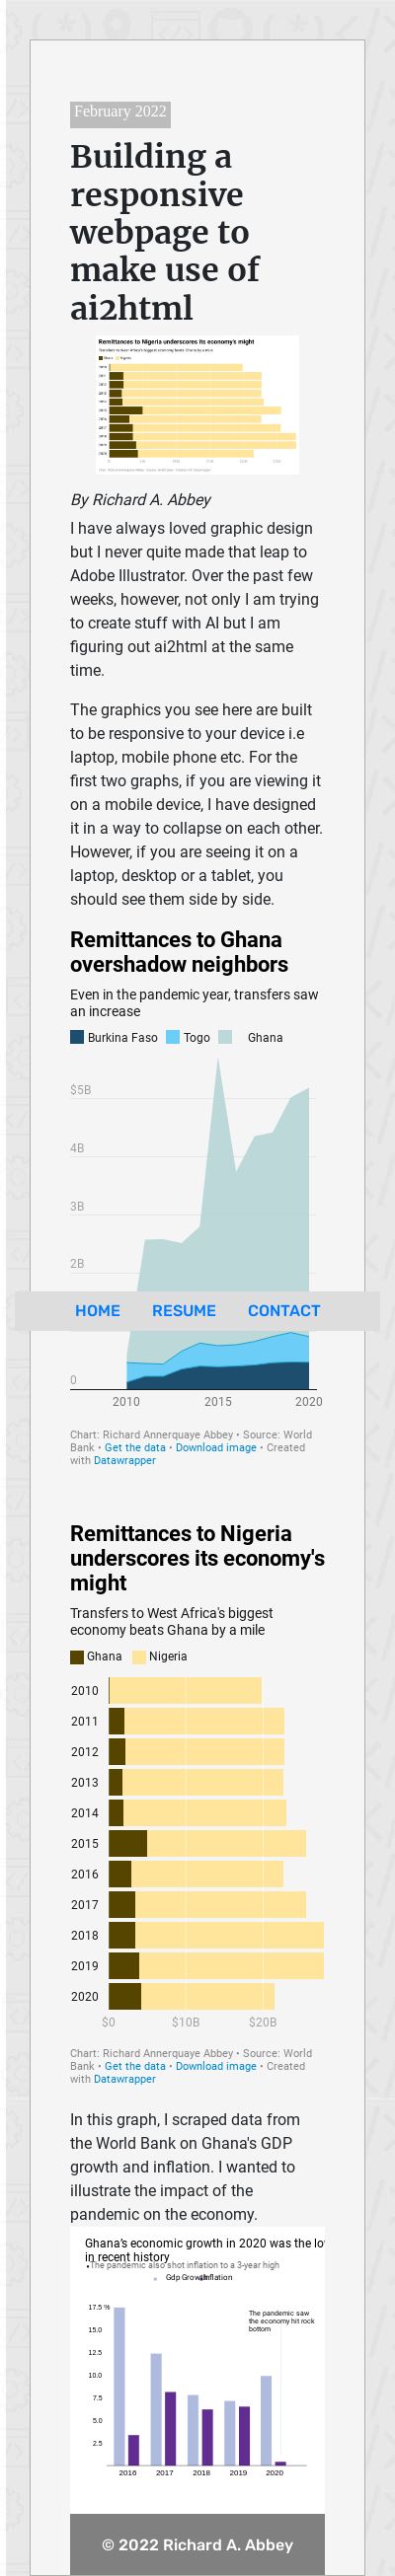 February 2022
Building a
responsive
webpage to
make use of
ai2html
Remittances to Nigeria underscores its economy's might
By Richard A. Abbey
I have always loved graphic design
but I never quite made that leap to
Adobe Illustrator. Over the past few
weeks, however, not only I am trying
to create stuff with AI but I am
figuring out ai2html at the same
time.
The graphics you see here are built
to be responsive to your device i.e
laptop, mobile phone etc. For the
first two graphs, if you are viewing it
on a mobile device, I have designed
it in a way to collapse on each other.
However, if you are seeing it on a
laptop, desktop or a tablet, you
should see them side by side.
Remittances to Ghana
overshadow neighbors
Even in the pandemic year, transfers saw
an increase
Burkina Faso Togo Ghana
$5B
4B
3B
2B
HOME RESUME CONTACT
0
2010 2015 2020
Chart: Richard Annerquaye Abbey • Source: World
Bank • Get the data • Download image • Created
with Datawrapper
Remittances to Nigeria
underscores its economy's
might
Transfers to West Africa's biggest
economy beats Ghana by a mile
Ghana Nigeria
2010
2011
2012
2013
2014
2015
2016
2017
2018
2019
2020
$0 $10B $20B
Chart: Richard Annerquaye Abbey • Source: World
Bank • Get the data • Download image • Created
with Datawrapper
In this graph, I scraped data from
the World Bank on Ghana's GDP
growth and inflation. I wanted to
illustrate the impact of the
pandemic on the economy.
Ghana's economic growth in 2020 was the
in recent history
The pandemic also shot inflation to a 3-year high
Gdp Growth Inflation
17.5 %
The pandemic saw
the economy hit rock
bottom
15.0
12.5
10.0
7.5
5.0
2.5
2016 2017 2018 2019 2020
© 2022 Richard A. Abbey